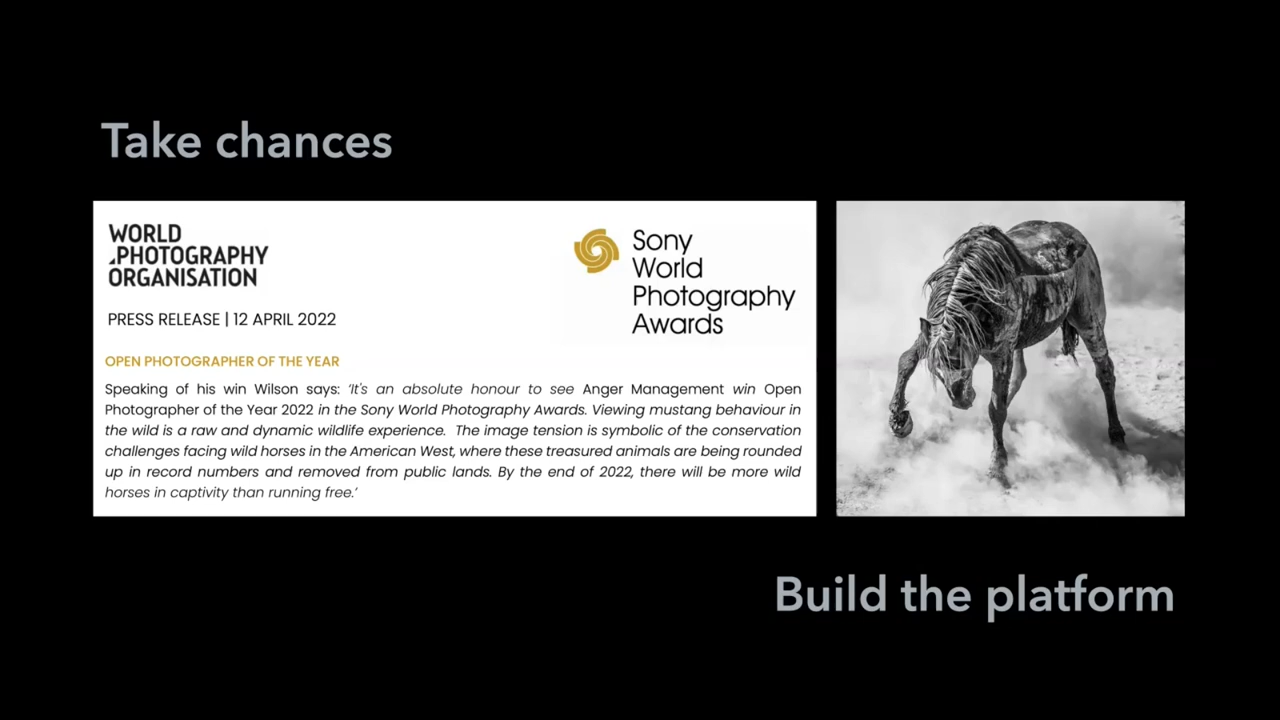 Take chances
WORLD
PHOTOGRAPHY
ORGANISATION
Sony
World
Photography
Awards
PRESS RELEASE | 12 APRIL 2022
OPEN PHOTOGRAPHER OF THE YEAR
Speaking of his win Wilson says: ‘It's an absolute honour to see Anger Management win Open
Photographer of the Year 2022 in the Sony World Photography Awards. Viewing mustang behaviour in
the wild is a raw and dynamic wildlife experience. The image tension is symbolic of the conservation
challenges facing wild horses in the American West, where these treasured animals are being rounded
up in record numbers and removed from public lands. By the end of 2022, there will be more wild
horses in captivity than running free.’
Build the platform